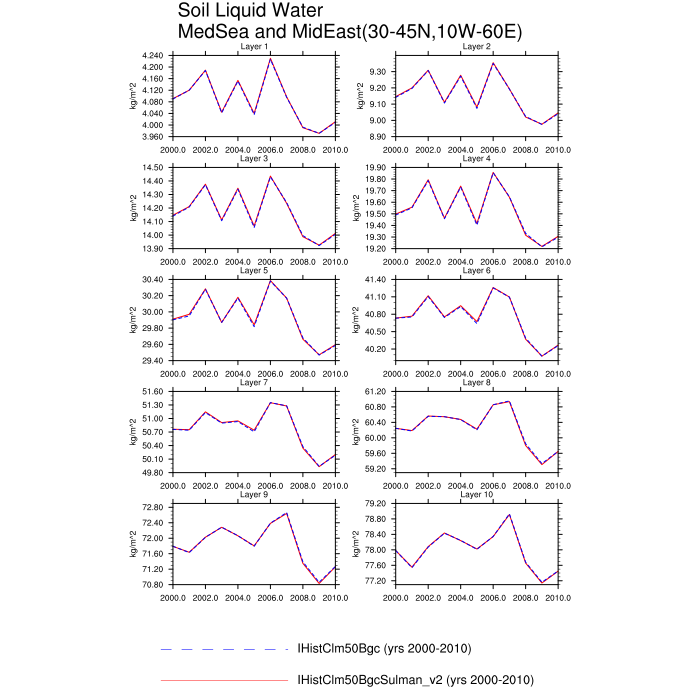 Soil Liquid Water
MedSea and MidEast(30-45N,10W-60E)
Layer 1
4.240
4.200
4.160
4.120
4.080
4.040
4.000
3.960
kg/m^2
2000.0 2002.0 2004.0 2006.0 2008.0 2010.0
Layer 2
9.30
9.20
9.10
9.00
8.90
kg/m^2
2000.0 2002.0 2004.0 2006.0 2008.0 2010.0
Layer 3
14.50
14.40
14.30
14.20
14.10
14.00
13.90
kg/m^2
2000.0 2002.0 2004.0 2006.0 2008.0 2010.0
Layer 4
19.90
19.80
19.70
19.60
19.50
19.40
19.30
19.20
kg/m^2
2000.0 2002.0 2004.0 2006.0 2008.0 2010.0
Layer 5
30.40
30.20
30.00
29.80
29.60
29.40
kg/m^2
2000.0 2002.0 2004.0 2006.0 2008.0 2010.0
Layer 6
41.40
41.10
40.80
40.50
40.20
kg/m^2
2000.0 2002.0 2004.0 2006.0 2008.0 2010.0
Layer 7
51.60
51.30
51.00
50.70
50.40
50.10
49.80
kg/m^2
2000.0 2002.0 2004.0 2006.0 2008.0 2010.0
Layer 8
61.20
60.80
60.40
60.00
59.60
59.20
kg/m^2
2000.0 2002.0 2004.0 2006.0 2008.0 2010.0
Layer 9
72.80
72.40
72.00
71.60
71.20
70.80
kg/m^2
2000.0 2002.0 2004.0 2006.0 2008.0 2010.0
Layer 10
79.20
78.80
78.40
78.00
77.60
77.20
kg/m^2
2000.0 2002.0 2004.0 2006.0 2008.0 2010.0
IHistClm50Bgc (yrs 2000-2010)
IHistClm50BgcSulman_v2 (yrs 2000-2010)